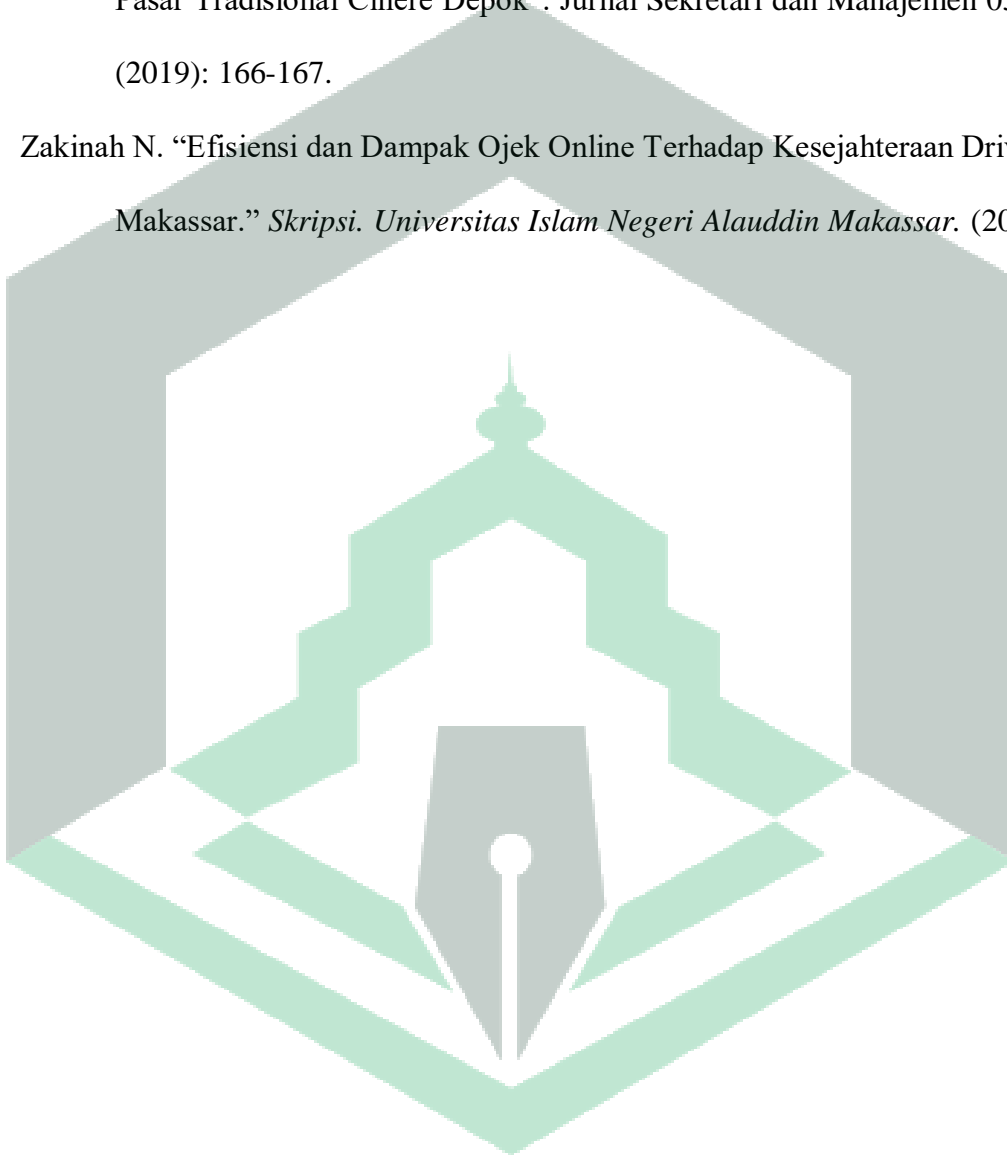 Pasar Tradisional Cinere Depok”. Jurnal Sekretari dan Manajemen
(2019): 166-167.
Zakinah N. “Efisiensi dan Dampak Ojek Online Terhadap Kesejahteraan
Makassar.” Skripsi. Universitas Islam Negeri Alauddin Makassar.